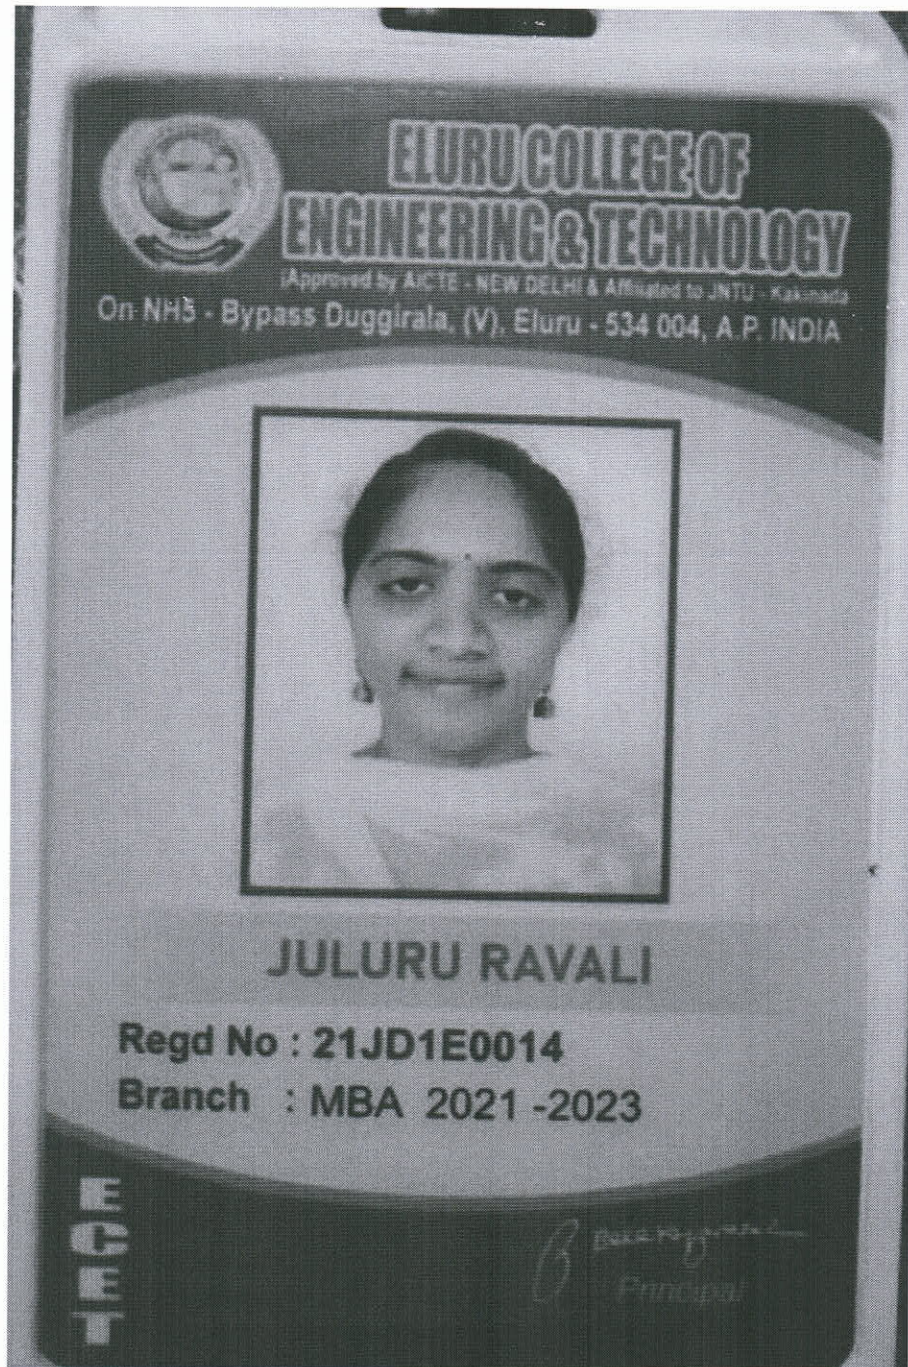 ELURU COLLEGE OF
ENGINEERING & TECHNOLOGY
(Approved by AICTE - NEW DELHI & Affiliated to JNTU - Kakinada
On NH5 - Bypass Duggirala, (V), Eluru - 534 004, A.P. INDIA
JULURU RAVALI
Regd No : 21JD1E0014
Branch : MBA 2021 -2023
ECET
Principal